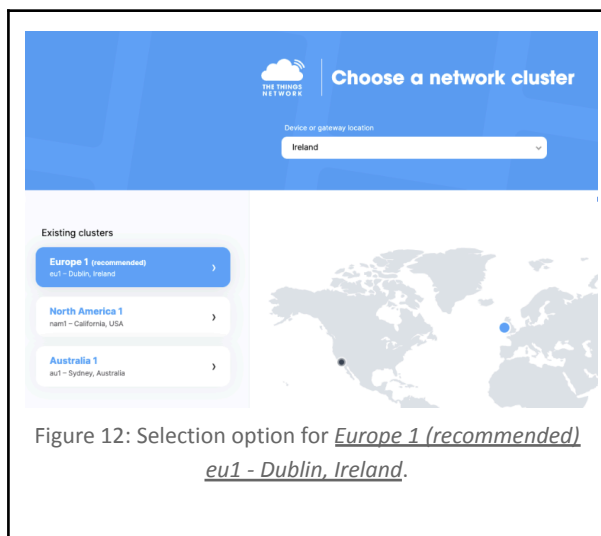 THE THINGS
NETWORK
Choose a network cluster
Device or gateway location
Ireland
Existing clusters
Europe 1 (recommended)
eu1 – Dublin, Ireland
North America 1
nam1 – California, USA
Australia 1
au1 – Sydney, Australia
Figure 12: Selection option for Europe 1 (recommended)
eu1 - Dublin, Ireland.